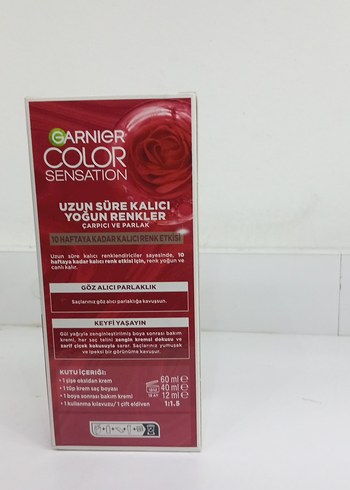 GARNIER
COLOR
SENSATION
UZUN SÜRE KALICI
YOĞUN RENKLER
ÇARPICI VE PARLAK
10 HAFTAYA KADAR KALICI RENK ETKİSİ
Uzun süre kalıcı renklendiriciler sayesinde, 10
haftaya kadar kalıcı renk etkisi için, renk yoğun ve
canlı kalır.
GÖZ ALICI PARLAKLIK
Saçlarınız göz alıcı parlaklığa kavuşsun.
KEYFİ YAŞAYIN
Gül yağıyla zenginleştirilmiş boya sonrası bakım
kremi, her saç telini zengin kremsi dokusu ve
zarif çiçek kokusuyla sarar. Saçlarınız yumuşak
ve ipeksi bir görünüme kavuşur.
KUTU İÇERİĞİ:
• 1 şişe oksidan krem 60 ml e
• 1 tüp krem saç boyası 40 ml e
• 1 boya sonrası bakım kremi 12 ml e
• 1 kullanma kılavuzu/ 1 çift eldiven 1:1.5